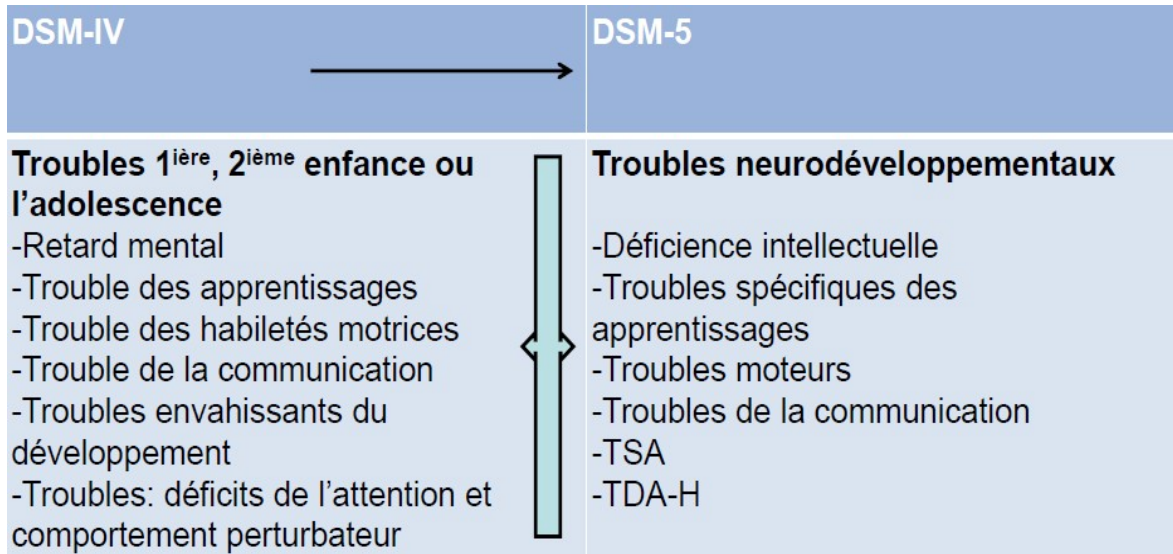 DSM-IV
DSM-5
Troubles 1ière, 2ième enfance ou
l’adolescence
-Retard mental
-Trouble des apprentissages
-Trouble des habiletés motrices
-Trouble de la communication
-Troubles envahissants du
développement
-Troubles: déficits de l’attention et
comportement perturbateur
Troubles neurodéveloppementaux
-Déficience intellectuelle
-Troubles spécifiques des
apprentissages
-Troubles moteurs
-Troubles de la communication
-TSA
-TDA-H